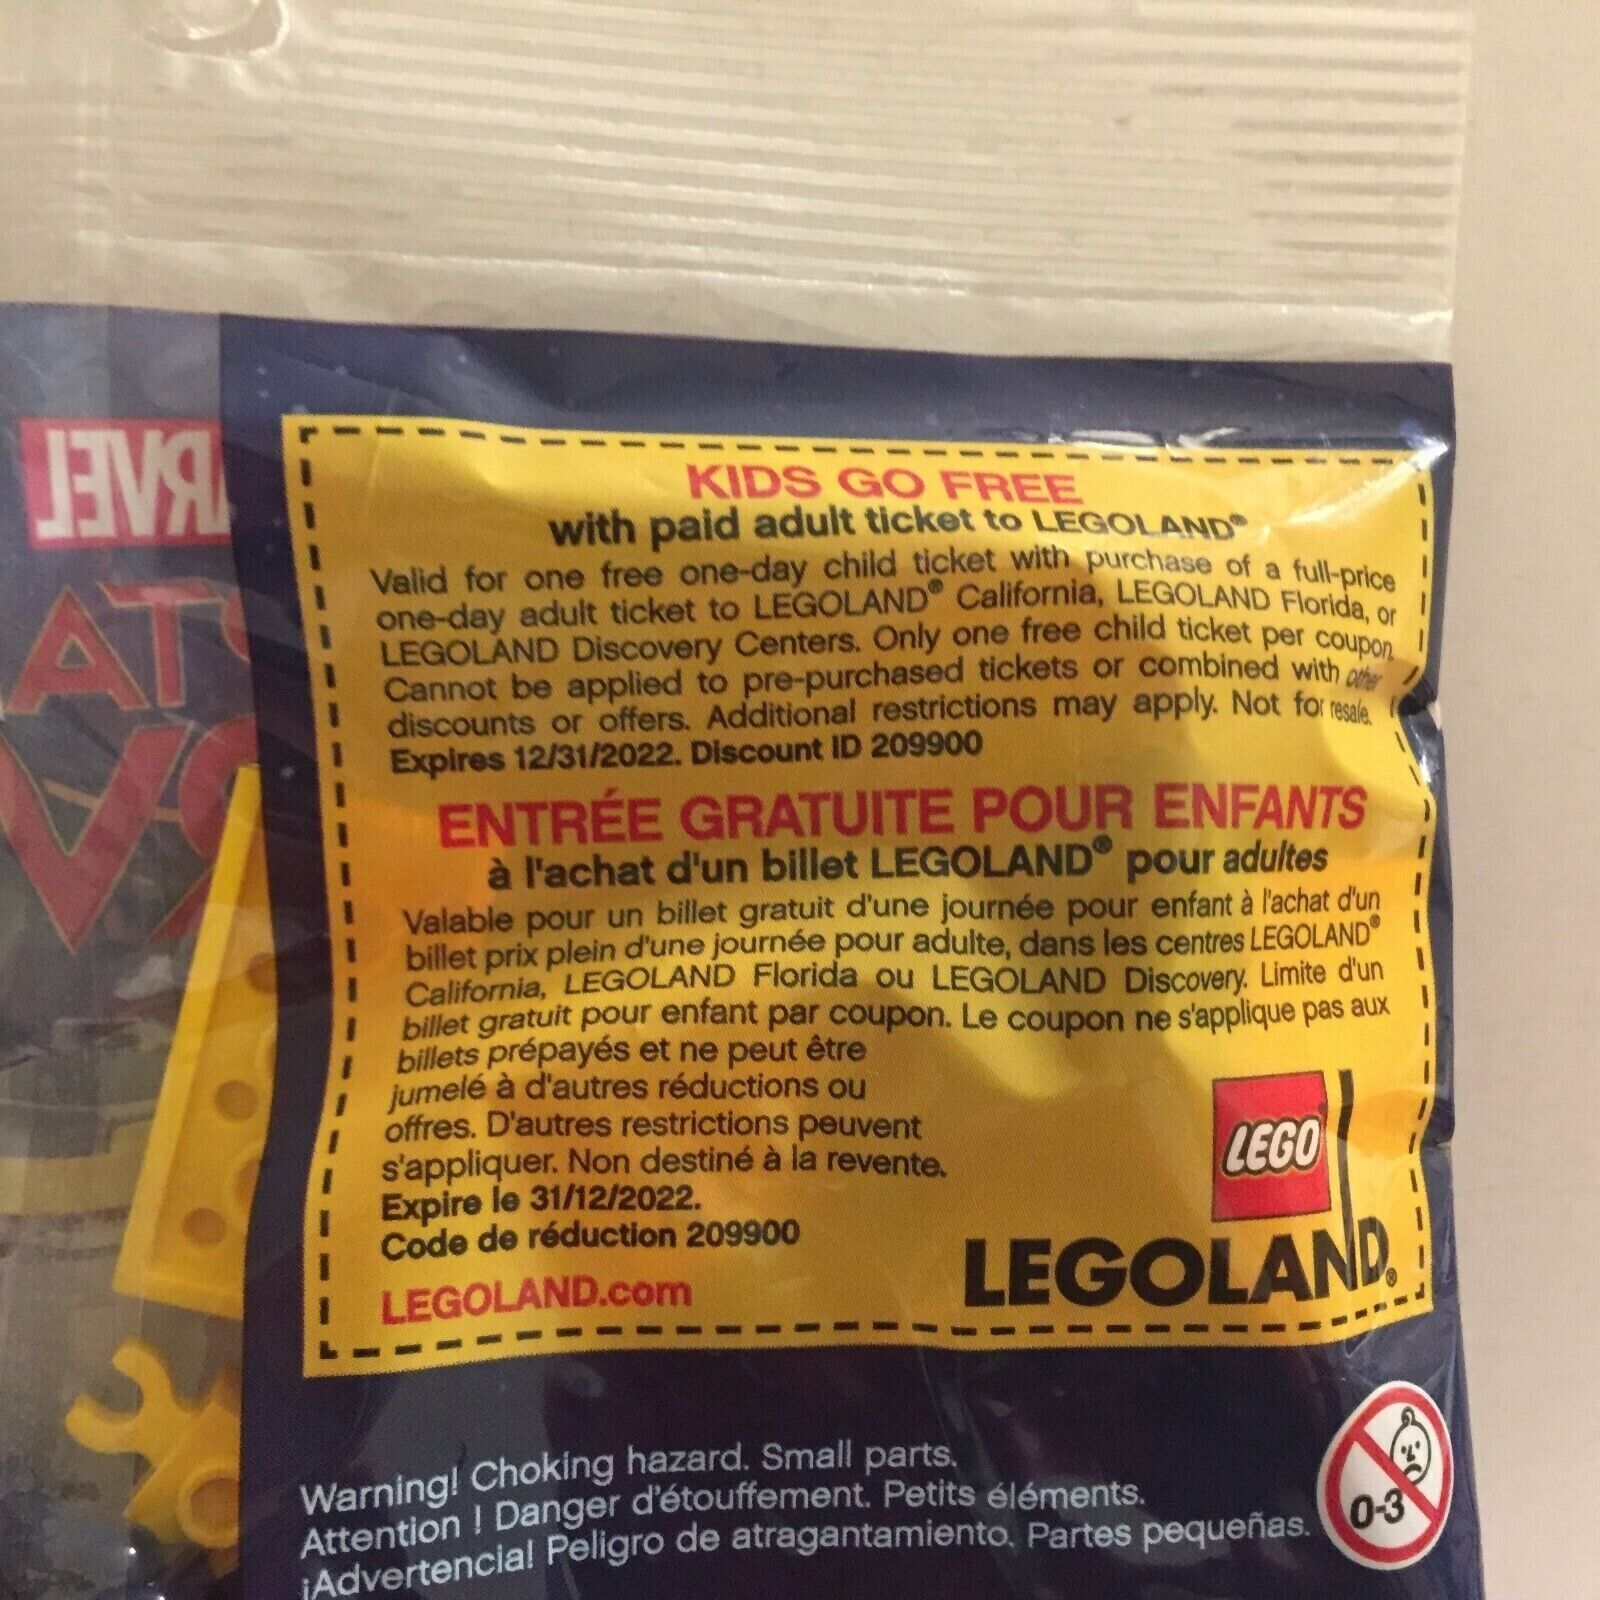 KIDS GO FREE
with paid adult ticket to LEGOLAND®
Valid for one free one-day child ticket with purchase of a full-price
one-day adult ticket to LEGOLAND® California, LEGOLAND Florida, or
LEGOLAND Discovery Centers. Only one free child ticket per coupon.
Cannot be applied to pre-purchased tickets or combined with other
discounts or offers. Additional restrictions may apply. Not for resale.
Expires 12/31/2022. Discount ID 209900
ENTRÉE GRATUITE POUR ENFANTS
à l'achat d'un billet LEGOLAND® pour adultes
Valable pour un billet gratuit d'une journée pour enfant à l'achat d'un
billet prix plein d'une journée pour adulte, dans les centres LEGOLAND®
California, LEGOLAND Florida ou LEGOLAND Discovery. Limite d'un
billet gratuit pour enfant par coupon. Le coupon ne s'applique pas aux
billets prépayés et ne peut être
jumelé à d'autres réductions ou
offres. D'autres restrictions peuvent
s'appliquer. Non destiné à la revente.
Expire le 31/12/2022.
Code de réduction 209900
LEGOLAND.com
LEGO
LEGOLAND®
Warning! Choking hazard. Small parts.
Attention ! Danger d'étouffement. Petits éléments.
¡Advertencia! Peligro de atragantamiento. Partes pequeñas.
0-3